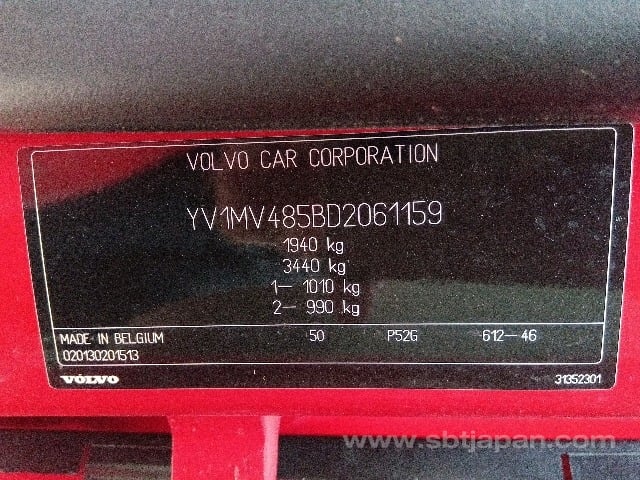 VOLVO CAR CORPORATION
YV1MV485BD2061159
1940 kg
3440 kg
1- 1010 kg
2- 990 kg
MADE IN BELGIUM 50 P52G 612-46
020130201513
VOLVO 31352301
www.sbtjapan.com